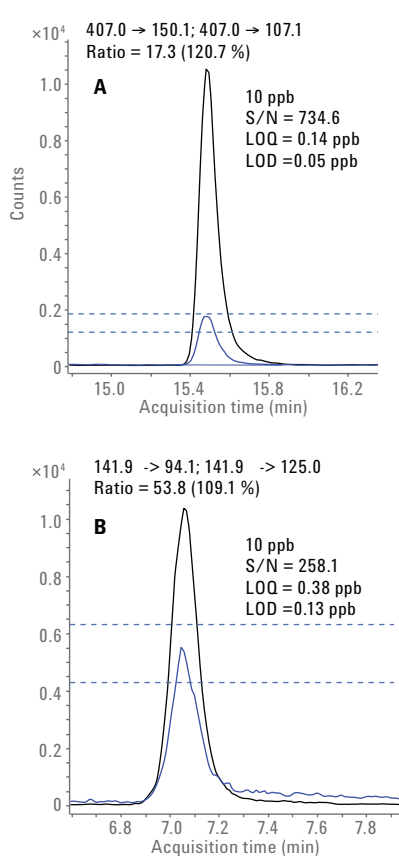 407.0 → 150.1; 407.0 → 107.1
Ratio = 17.3 (120.7 %)
×10⁴
A
10 ppb
S/N = 734.6
LOQ = 0.14 ppb
LOD =0.05 ppb
Counts
1.0
0.8
0.6
0.4
0.2
0
15.0 15.4 15.8 16.2
Acquisition time (min)
141.9 -> 94.1; 141.9 -> 125.0
Ratio = 53.8 (109.1 %)
×10⁴
B
10 ppb
S/N = 258.1
LOQ = 0.38 ppb
LOD =0.13 ppb
1.0
0.8
0.6
0.4
0.2
0
6.8 7.0 7.2 7.4 7.6 7.8
Acquisition time (min)